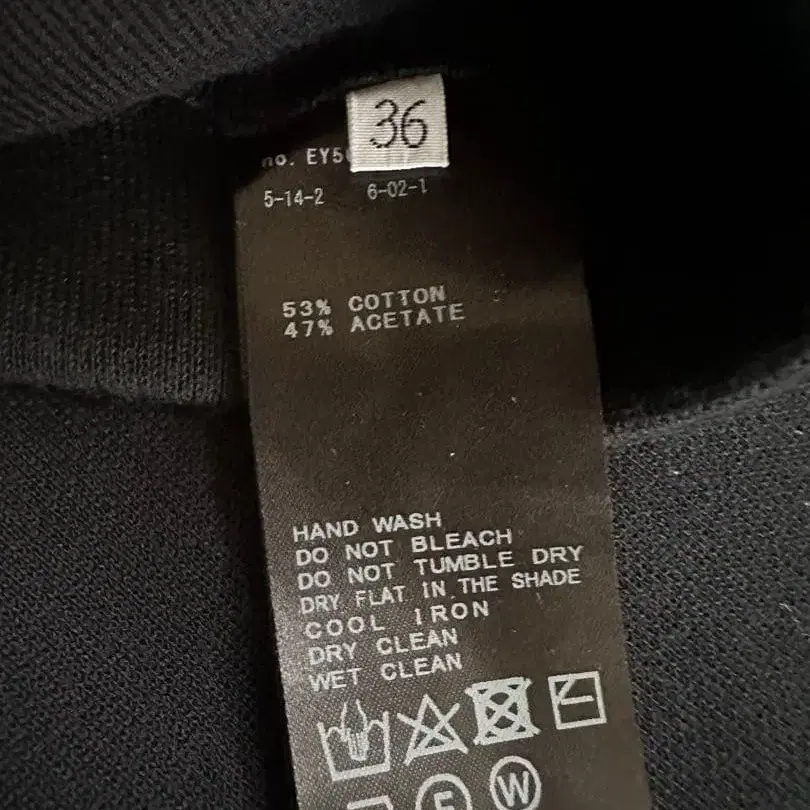 36
no. EY5
5-14-2 6-02-1
53% COTTON
47% ACETATE
HAND WASH
DO NOT BLEACH
DO NOT TUMBLE DRY
DRY FLAT IN THE SHADE
COOL IRON
DRY CLEAN
WET CLEAN
F W